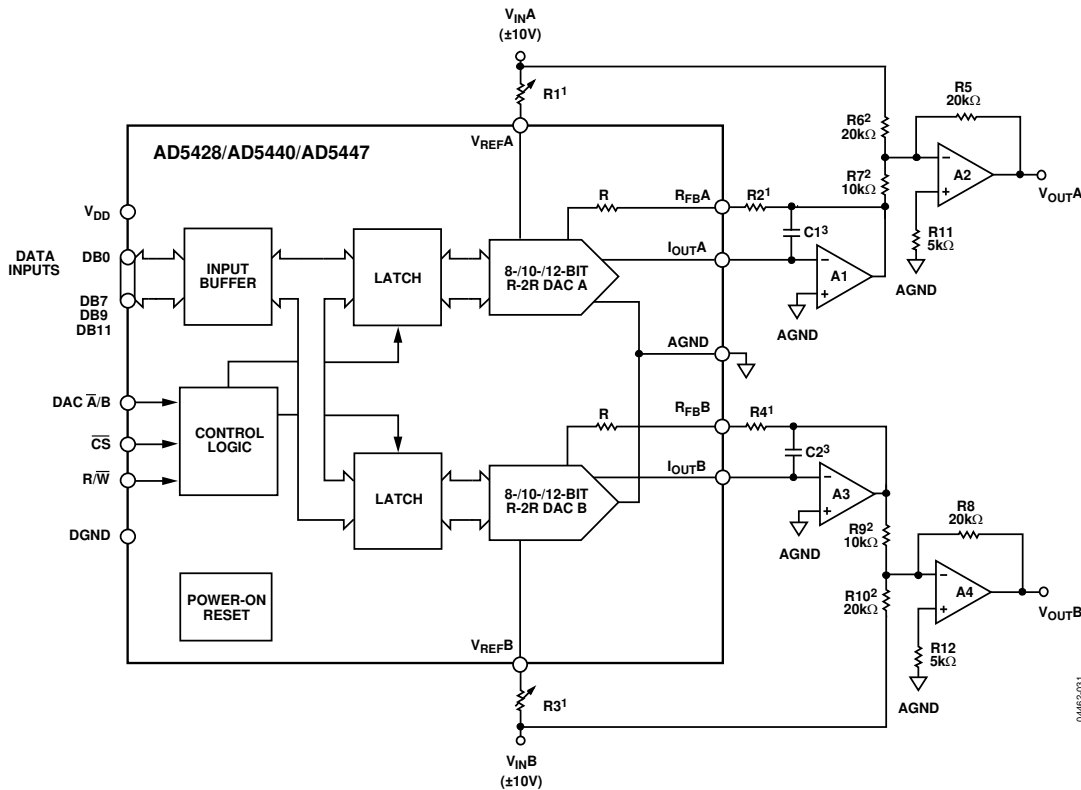 VINA
(±10V)
R1¹
VREFA
AD5428/AD5440/AD5447
R5
20kΩ
R6²
20kΩ
R7²
10kΩ
A2
VOUTA
R11
5kΩ
AGND
VDD
DATA
INPUTS
DB0
DB7
DB9
DB11
INPUT
BUFFER
LATCH
8-/10-/12-BIT
R-2R DAC A
R
RFBA
R2¹
C1³
IOUTA
A1
AGND
AGND
DAC A̅/B
C̅S̅
R/W̅
CONTROL
LOGIC
DGND
POWER-ON
RESET
LATCH
8-/10-/12-BIT
R-2R DAC B
R
RFBB
R4¹
C2³
IOUTB
A3
AGND
R9²
10kΩ
R10²
20kΩ
R8
20kΩ
A4
VOUTB
R12
5kΩ
AGND
VREFB
R3¹
VINB
(±10V)
04462-031